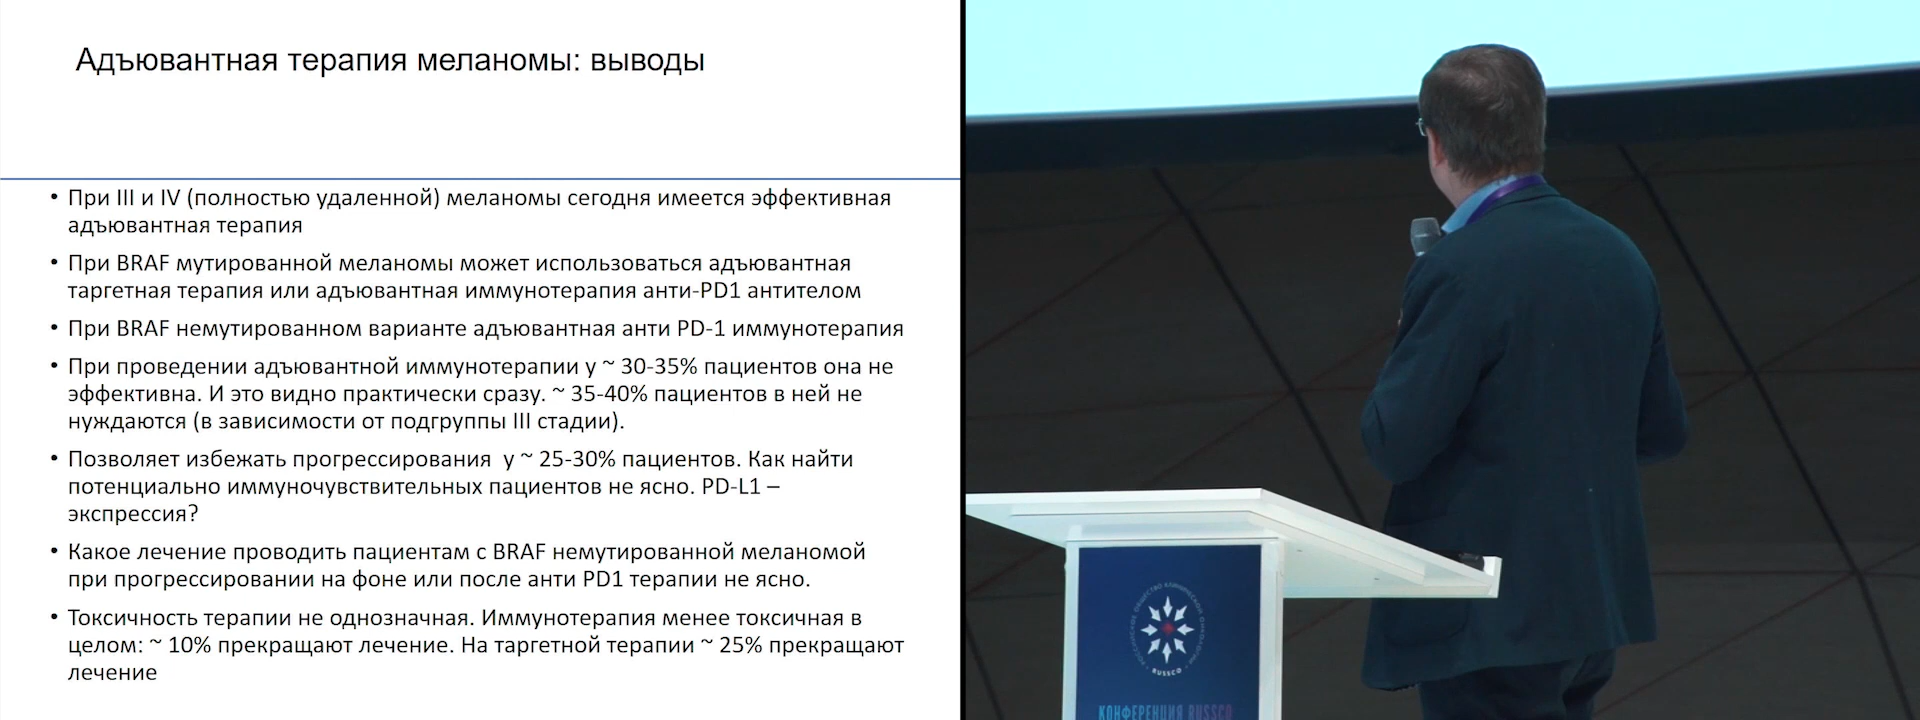 Адъювантная терапия меланомы: выводы
• При III и IV (полностью удаленной) меланомы сегодня имеется эффективная
адъювантная терапия
• При BRAF мутированной меланомы может использоваться адъювантная
таргетная терапия или адъювантная иммунотерапия анти-PD1 антителом
• При BRAF немутированном варианте адъювантная анти PD-1 иммунотерапия
• При проведении адъювантной иммунотерапии у ~ 30-35% пациентов она не
эффективна. И это видно практически сразу. ~ 35-40% пациентов в ней не
нуждаются (в зависимости от подгруппы III стадии).
• Позволяет избежать прогрессирования у ~ 25-30% пациентов. Как найти
потенциально иммуночувствительных пациентов не ясно. PD-L1 –
экспрессия?
• Какое лечение проводить пациентам с BRAF немутированной меланомой
при прогрессировании на фоне или после анти PD1 терапии не ясно.
• Токсичность терапии не однозначная. Иммунотерапия менее токсичная в
целом: ~ 10% прекращают лечение. На таргетной терапии ~ 25% прекращают
лечение
РОССИЙСКОЕ ОБЩЕСТВО КЛИНИЧЕСКОЙ ОНКОЛОГИИ
RUSSCO
КОНФЕРЕНЦИЯ RUSSCO